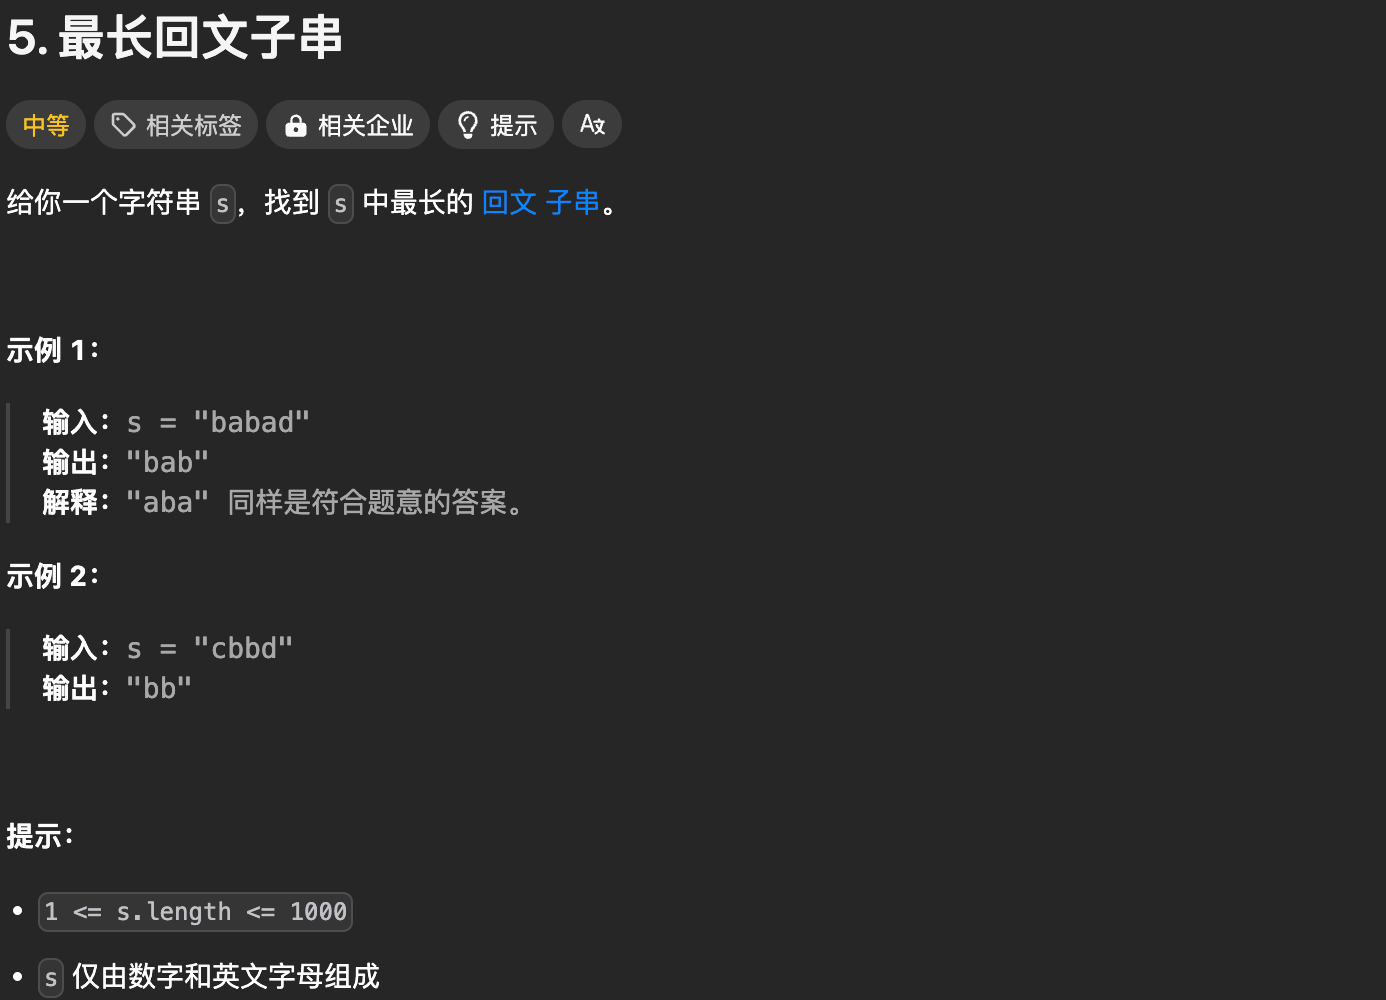 5. 最长回文子串
中等 相关标签 相关企业 提示 A文
给你一个字符串 s，找到 s 中最长的 回文 子串。
示例 1：
输入：s = "babad"
输出："bab"
解释："aba" 同样是符合题意的答案。
示例 2：
输入：s = "cbbd"
输出："bb"
提示：
• 1 <= s.length <= 1000
• s 仅由数字和英文字母组成